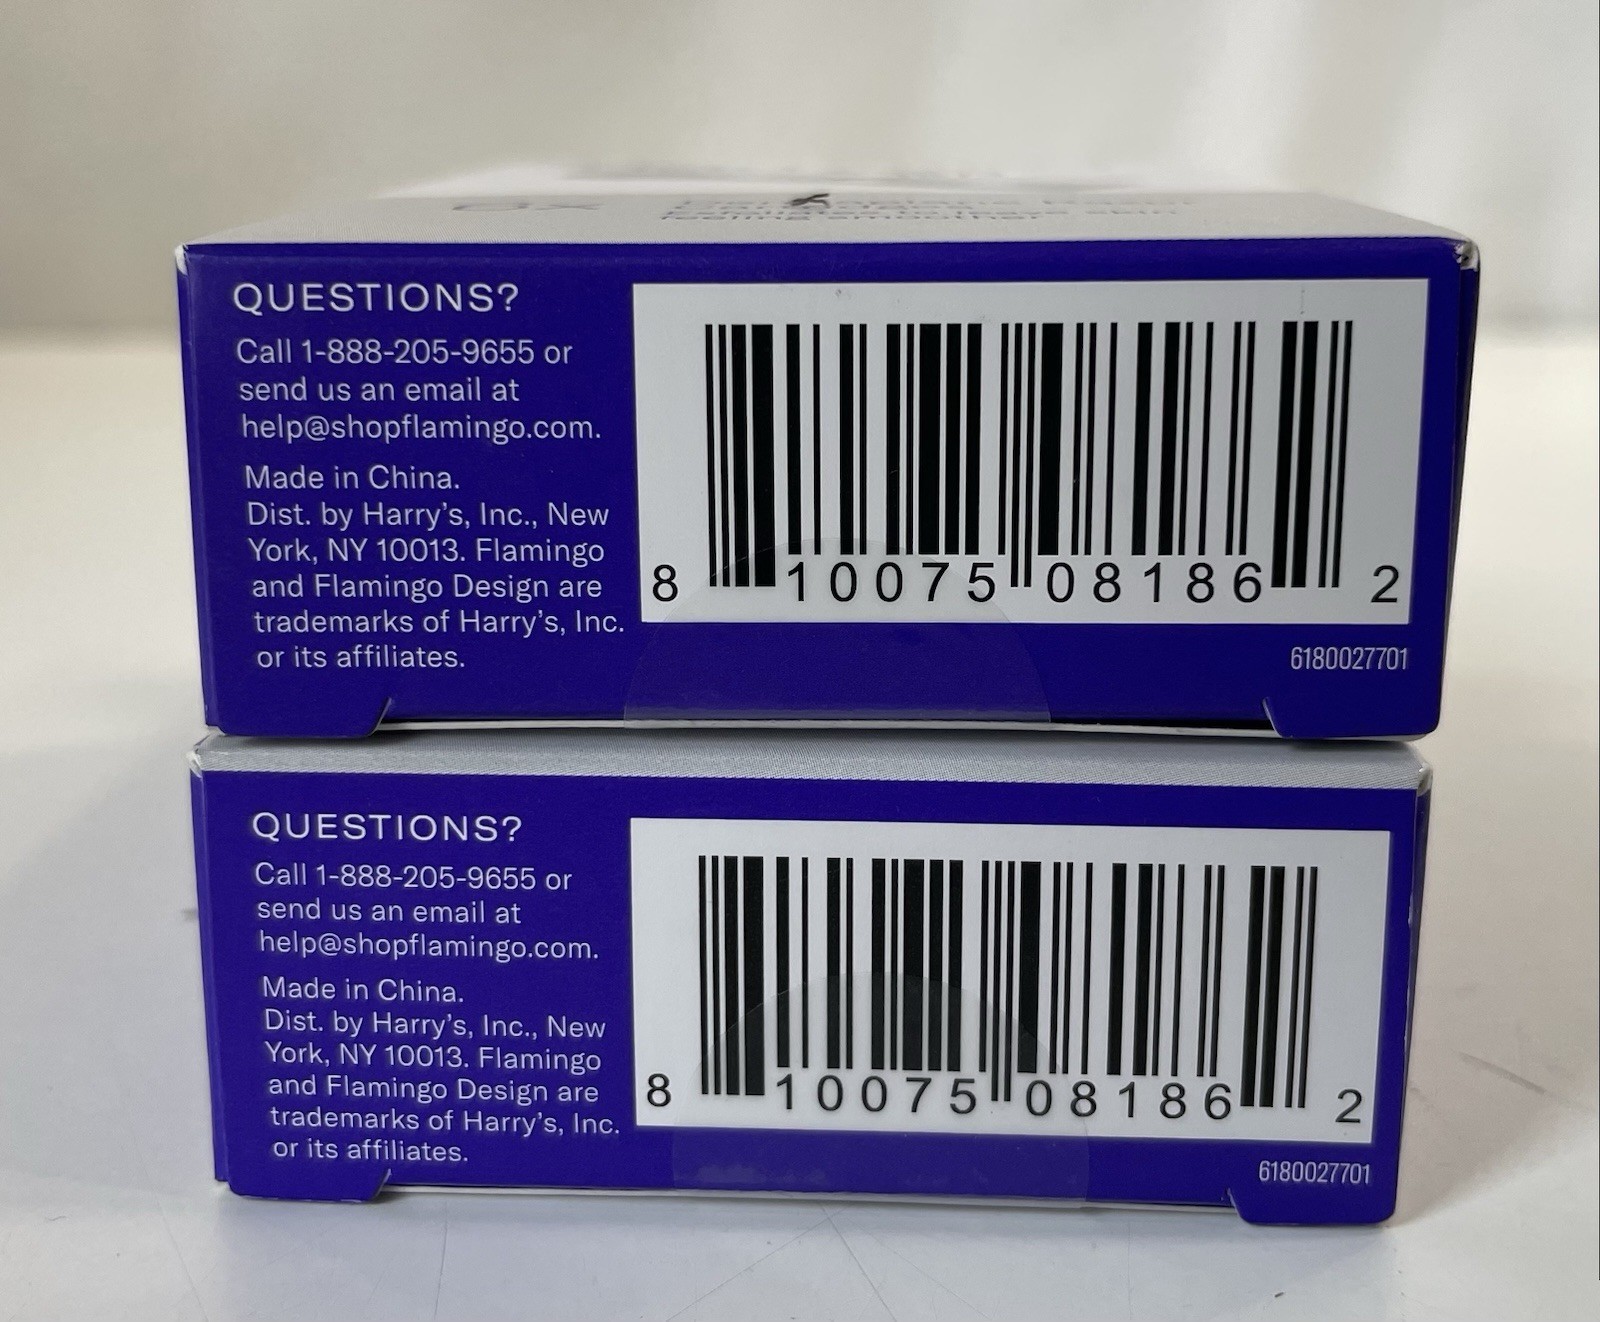 QUESTIONS?
Call 1-888-205-9655 or
send us an email at
help@shopflamingo.com.
Made in China.
Dist. by Harry's, Inc., New
York, NY 10013. Flamingo
and Flamingo Design are
trademarks of Harry's, Inc.
or its affiliates.
8 10075 08186 2
6180027701
QUESTIONS?
Call 1-888-205-9655 or
send us an email at
help@shopflamingo.com.
Made in China.
Dist. by Harry's, Inc., New
York, NY 10013. Flamingo
and Flamingo Design are
trademarks of Harry's, Inc.
or its affiliates.
8 10075 08186 2
6180027701